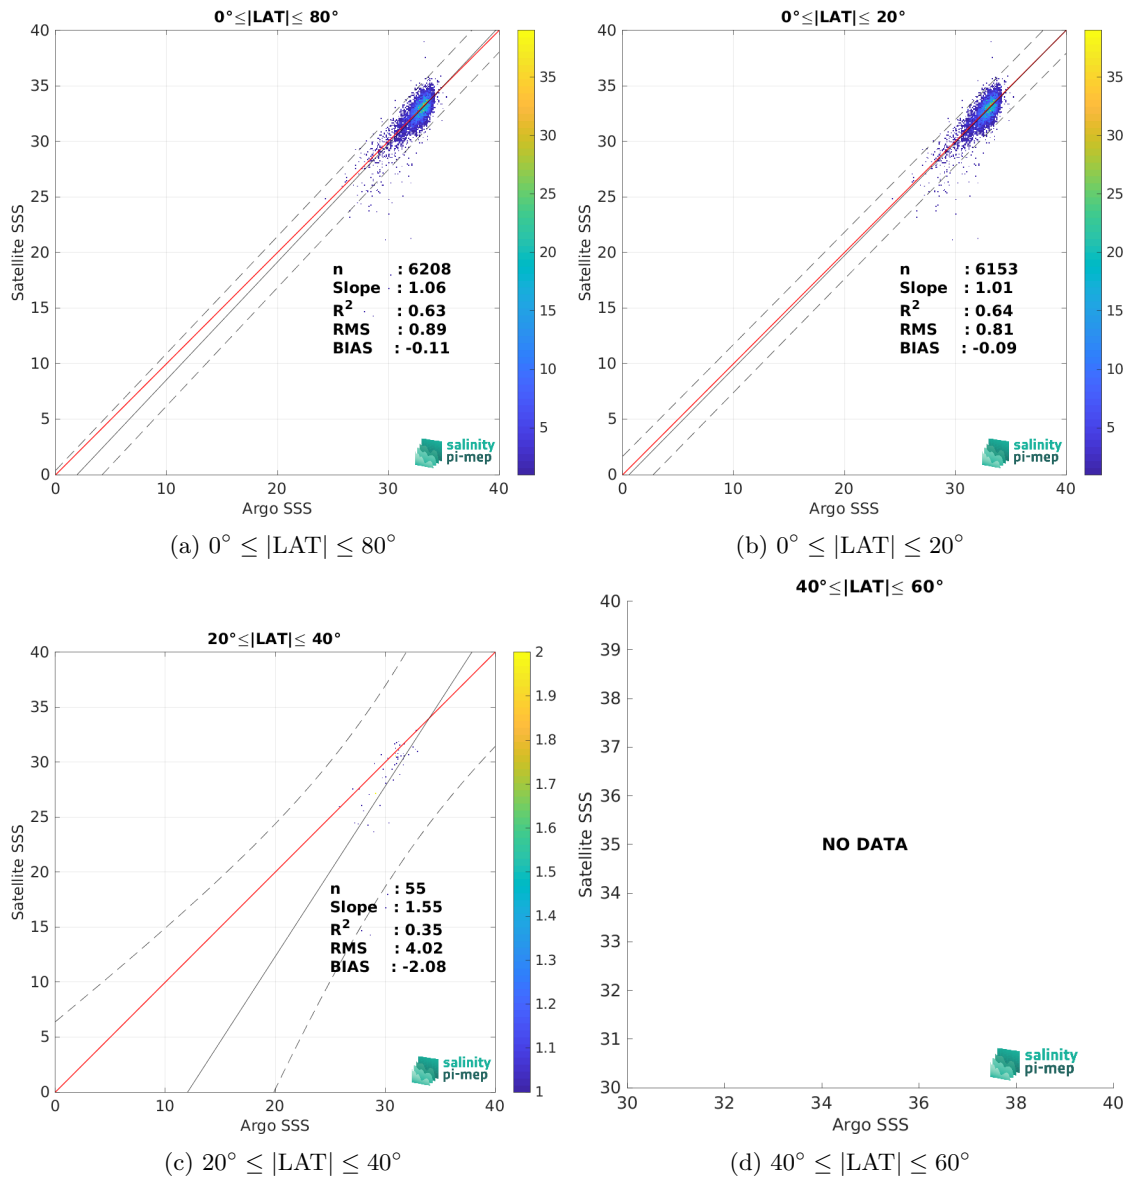 0°≤|LAT|≤ 80°
40
35
30
25
20
15
10
5
0
Satellite SSS
0
10
20
30
40
Argo SSS
n : 6208
Slope : 1.06
R² : 0.63
RMS : 0.89
BIAS : -0.11
salinity
pi-mep
35
30
25
20
15
10
5
(a) 0° ≤ |LAT| ≤ 80°
0°≤|LAT|≤ 20°
40
35
30
25
20
15
10
5
0
Satellite SSS
0
10
20
30
40
Argo SSS
n : 6153
Slope : 1.01
R² : 0.64
RMS : 0.81
BIAS : -0.09
salinity
pi-mep
35
30
25
20
15
10
5
(b) 0° ≤ |LAT| ≤ 20°
20°≤|LAT|≤ 40°
40
35
30
25
20
15
10
5
0
Satellite SSS
0
10
20
30
40
Argo SSS
n : 55
Slope : 1.55
R² : 0.35
RMS : 4.02
BIAS : -2.08
salinity
pi-mep
2
1.9
1.8
1.7
1.6
1.5
1.4
1.3
1.2
1.1
1
(c) 20° ≤ |LAT| ≤ 40°
40°≤|LAT|≤ 60°
40
39
38
37
36
35
34
33
32
31
30
Satellite SSS
NO DATA
salinity
pi-mep
30
32
34
36
38
40
Argo SSS
(d) 40° ≤ |LAT| ≤ 60°